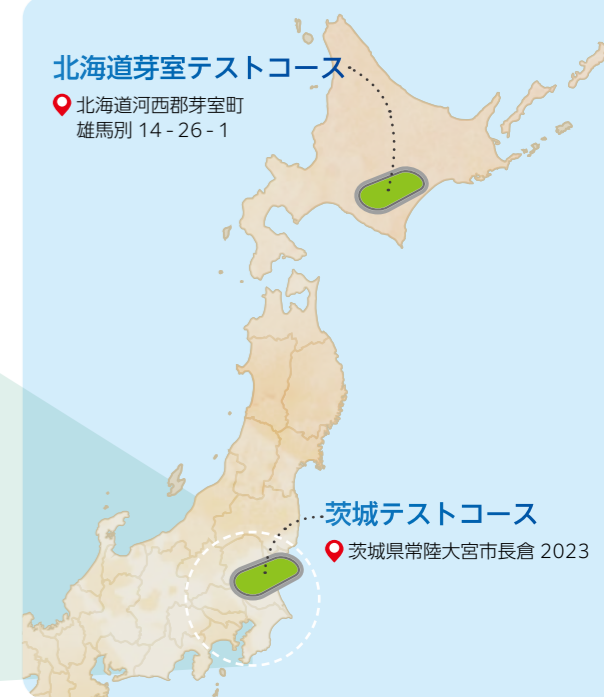 北海道芽室テストコース
北海道河西郡芽室町
雄馬別 14 - 26 - 1
茨城テストコース
茨城県常陸大宮市長倉 2023